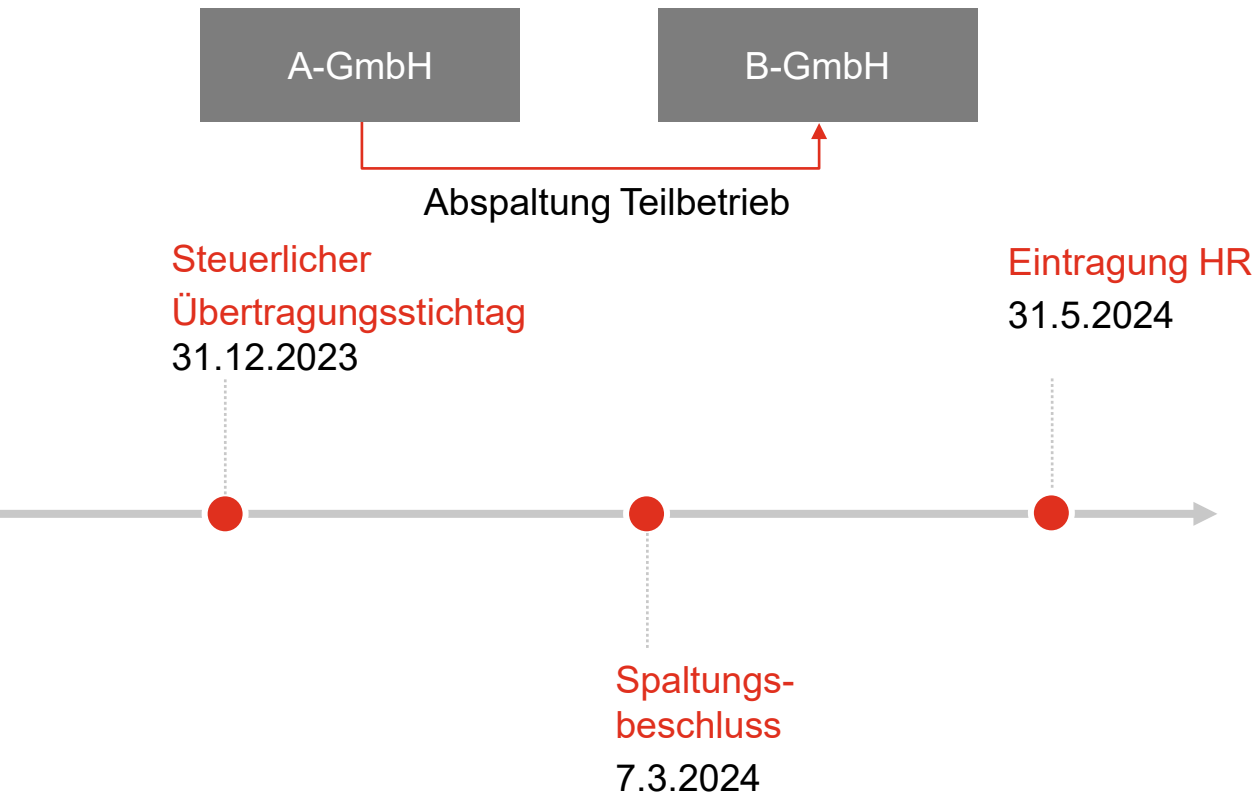 A-GmbH
B-GmbH
Abspaltung Teilbetrieb
Steuerlicher
Übertragungsstichtag
31.12.2023
Eintragung HR
31.5.2024
Spaltungs-
beschluss
7.3.2024